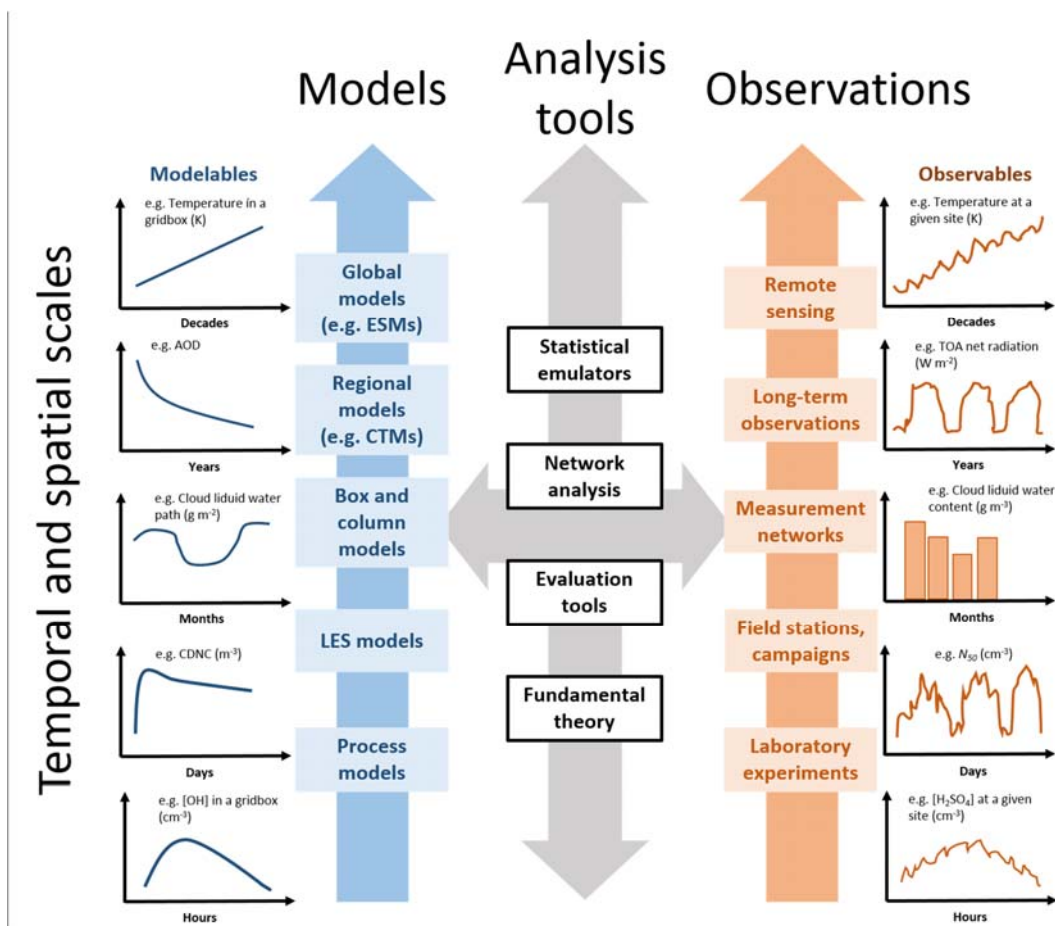 Models
Analysis
tools
Observations
Temporal and spatial scales
Modelables
e.g. Temperature in a
gridbox (K)
Decades
e.g. AOD
Years
e.g. Cloud liduid water
path (g m-2)
Months
e.g. CDNC (m-3)
Days
e.g. [OH] in a gridbox
(cm-3)
Hours
Global
models
(e.g. ESMs)
Regional
models
(e.g. CTMs)
Box and
column
models
LES models
Process
models
Statistical
emulators
Network
analysis
Evaluation
tools
Fundamental
theory
Remote
sensing
Long-term
observations
Measurement
networks
Field stations,
campaigns
Laboratory
experiments
Observables
e.g. Temperature at a
given site (K)
Decades
e.g. TOA net radiation
(W m-2)
Years
e.g. Cloud liduid water
content (g m-3)
Months
e.g. N50 (cm-3)
Days
e.g. [H2SO4] at a given
site (cm-3)
Hours